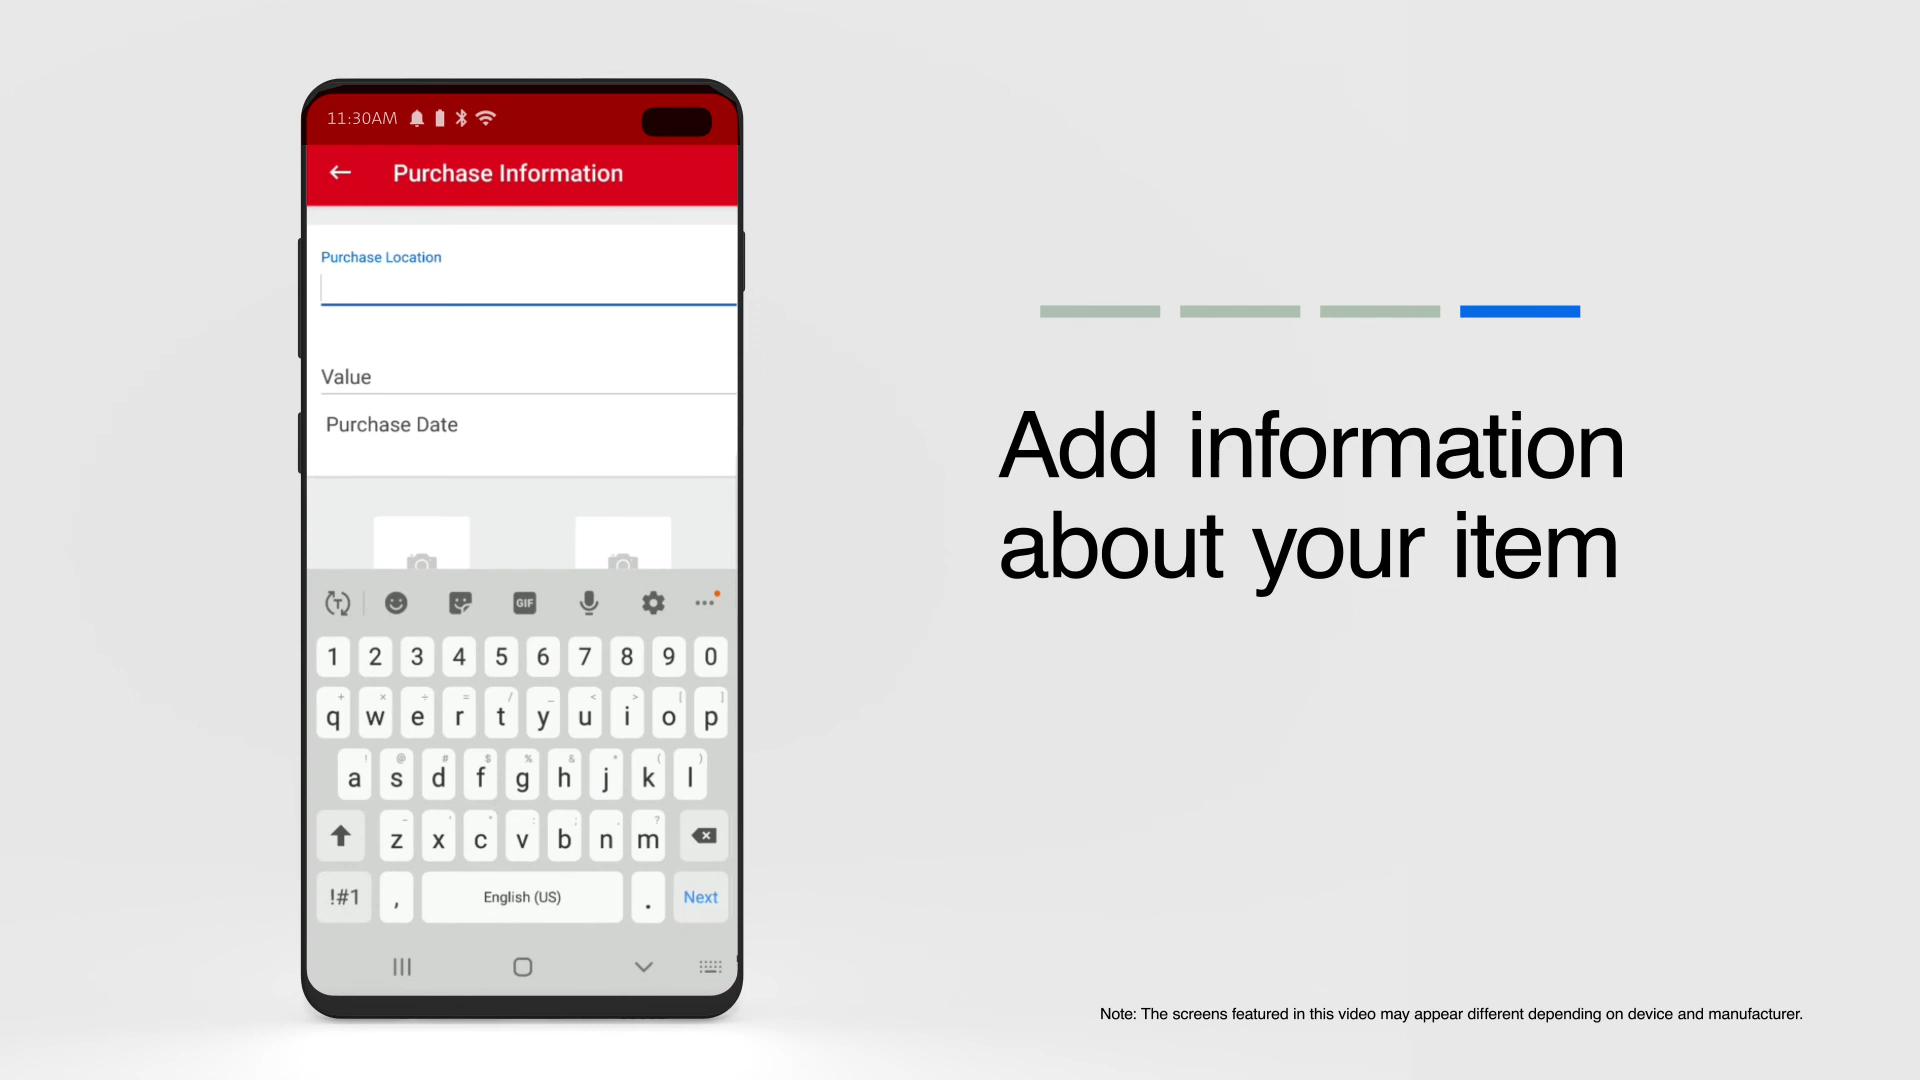 11:30AM
Purchase Information
Purchase Location
Value
Purchase Date
GIF
1 2 3 4 5 6 7 8 9 0
q w e r t y u i o p
a s d f g h j k l
z x c v b n m
!#1 , English (US) . Next
Add information
about your item
Note: The screens featured in this video may appear different depending on device and manufacturer.